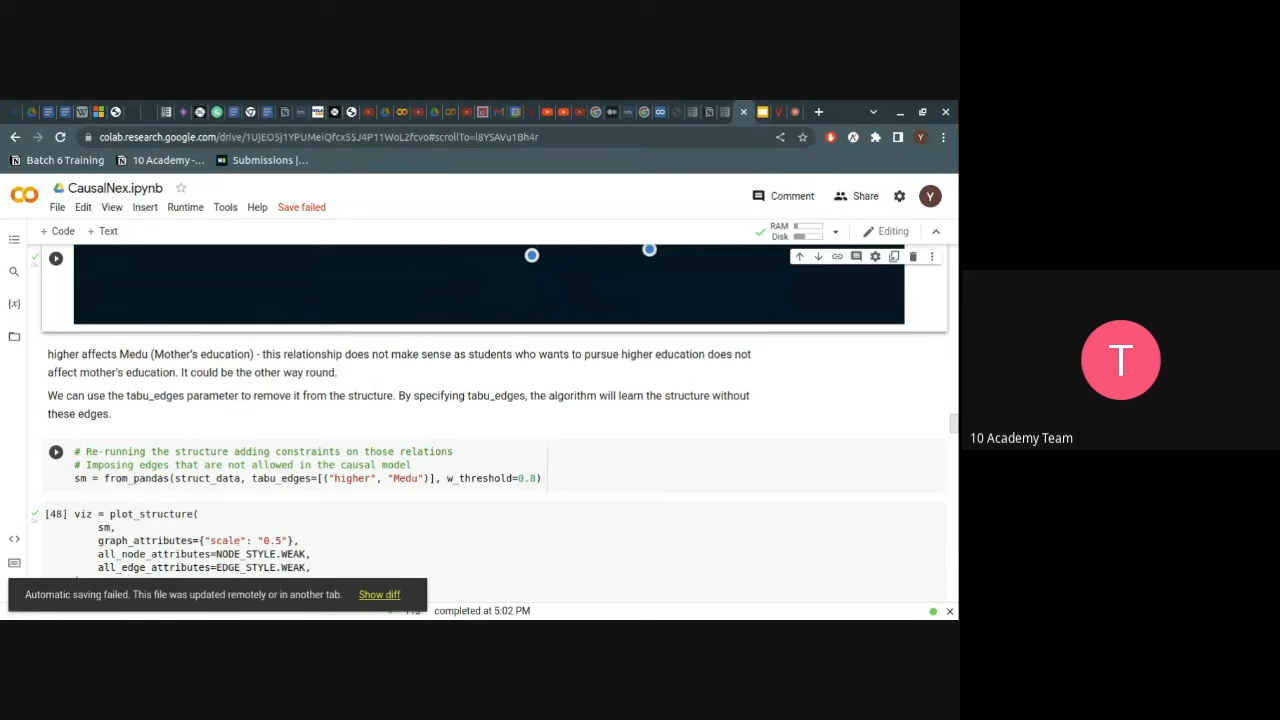 colab.research.google.com/drive/1UjEOSj1YPUMeiQfcx5SJ4P11WoL2fcvo#scrollTo=l8YSAVu1Bh4r
Batch 6 Training
10 Academy -...
Submissions |...
CausalNex.ipynb
Comment
Share
Y
File Edit View Insert Runtime Tools Help Save failed
+ Code + Text
RAM
Disk
Editing
higher affects Medu (Mother's education) - this relationship does not make sense as students who wants to pursue higher education does not
affect mother's education. It could be the other way round.
We can use the tabu_edges parameter to remove it from the structure. By specifying tabu_edges, the algorithm will learn the structure without
these edges.
# Re-running the structure adding constraints on those relations
# Imposing edges that are not allowed in the causal model
sm = from_pandas(struct_data, tabu_edges=[("higher", "Medu")], w_threshold=0.8)
[48] viz = plot_structure(
sm,
graph_attributes={"scale": "0.5"},
all_node_attributes=NODE_STYLE.WEAK,
all_edge_attributes=EDGE_STYLE.WEAK,
Automatic saving failed. This file was updated remotely or in another tab. Show diff
completed at 5:02 PM
T
10 Academy Team